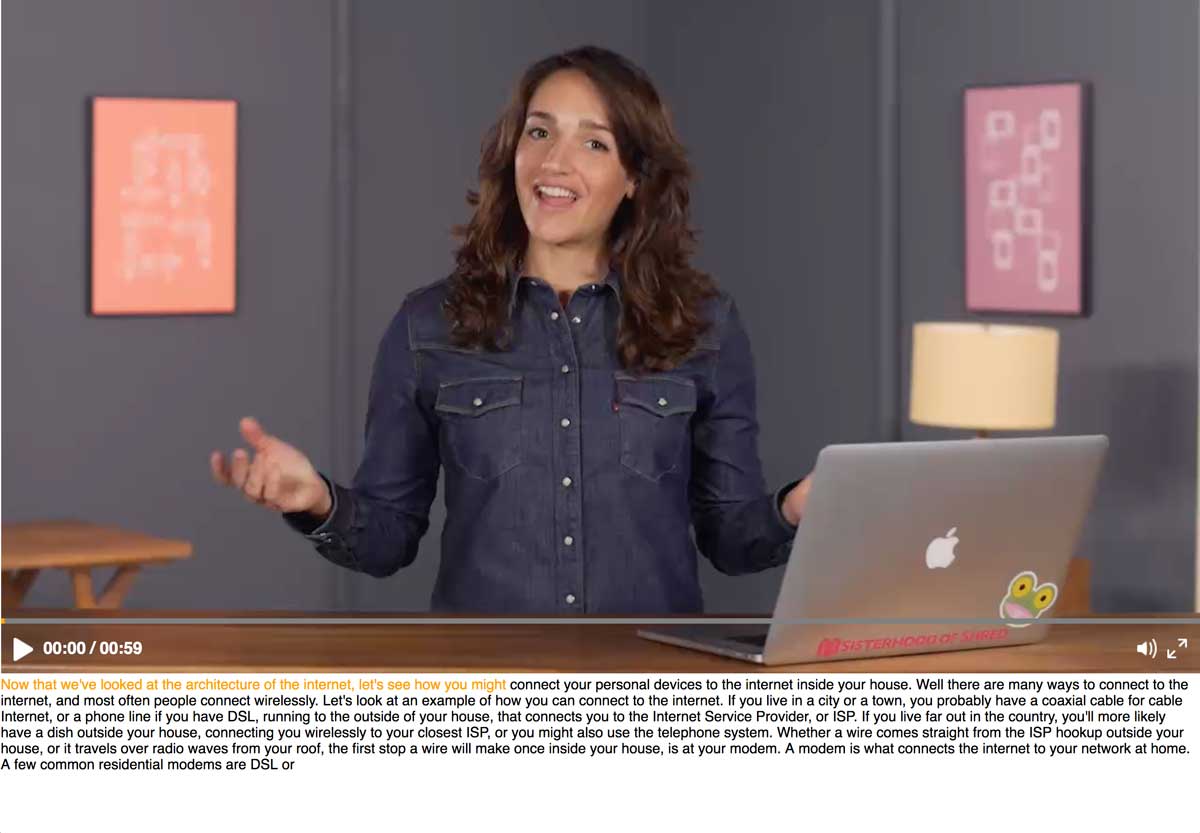 SISTERHOOD OF SHRED
00:00 / 00:59
Now that we've looked at the architecture of the internet, let's see how you might connect your personal devices to the internet inside your house. Well there are many ways to connect to the
internet, and most often people connect wirelessly. Let's look at an example of how you can connect to the internet. If you live in a city or a town, you probably have a coaxial cable for cable
Internet, or a phone line if you have DSL, running to the outside of your house, that connects you to the Internet Service Provider, or ISP. If you live far out in the country, you'll more likely
have a dish outside your house, connecting you wirelessly to your closest ISP, or you might also use the telephone system. Whether a wire comes straight from the ISP hookup outside your
house, or it travels over radio waves from your roof, the first stop a wire will make once inside your house, is at your modem. A modem is what connects the internet to your network at home.
A few common residential modems are DSL or